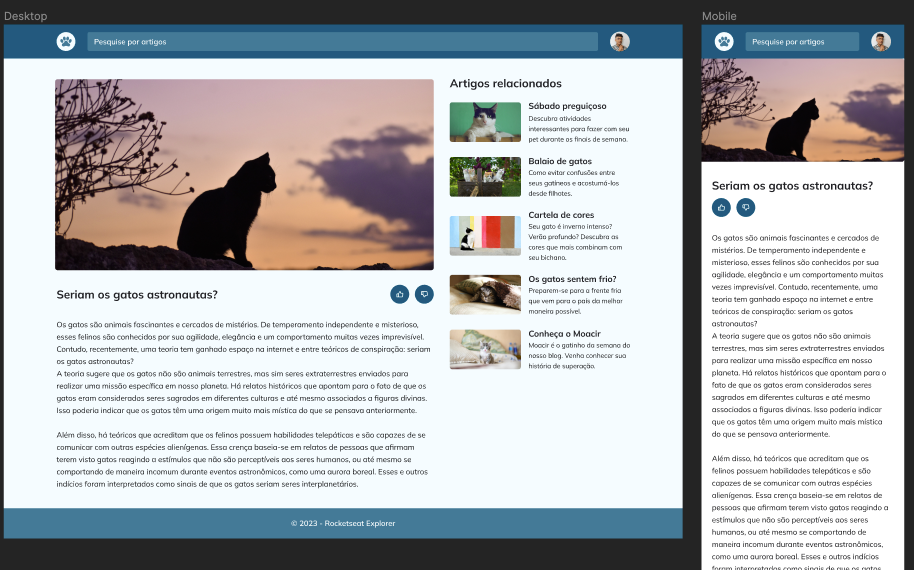 Desktop
Pesquise por artigos
Artigos relacionados
Sábado preguiçoso
Descubra atividades
interessantes para fazer com seu
pet durante os finais de semana.
Balaio de gatos
Como evitar confusões entre
seus gatíneos e acostumá-los
desde filhotes.
Cartela de cores
Seu gato é inverno intenso?
Verão profundo? Descubra as
cores que mais combinam com
seu bichano.
Os gatos sentem frio?
Preparem-se para a frente fria
que vem para o país da melhor
maneira possível.
Conheça o Moacir
Moacir é o gatinho da semana do
nosso blog. Venha conhecer sua
história de superação.
Seriam os gatos astronautas?
Os gatos são animais fascinantes e cercados de mistérios. De temperamento independente e misterioso,
esses felinos são conhecidos por sua agilidade, elegância e um comportamento muitas vezes imprevisível.
Contudo, recentemente, uma teoria tem ganhado espaço na internet e entre teóricos de conspiração: seriam
os gatos astronautas?
A teoria sugere que os gatos não são animais terrestres, mas sim seres extraterrestres enviados para
realizar uma missão específica em nosso planeta. Há relatos históricos que apontam para o fato de que os
gatos eram considerados seres sagrados em diferentes culturas e até mesmo associados a figuras divinas.
Isso poderia indicar que os gatos têm uma origem muito mais mística do que se pensava anteriormente.
Além disso, há teóricos que acreditam que os felinos possuem habilidades telepáticas e são capazes de se
comunicar com outras espécies alienígenas. Essa crença baseia-se em relatos de pessoas que afirmam
terem visto gatos reagindo a estímulos que não são perceptíveis aos seres humanos, ou até mesmo se
comportando de maneira incomum durante eventos astronômicos, como uma aurora boreal. Esses e outros
indícios foram interpretados como sinais de que os gatos seriam seres interplanetários.
© 2023 - Rocketseat Explorer
Mobile
Pesquise por artigos
Seriam os gatos astronautas?
Os gatos são animais fascinantes e cercados de
mistérios. De temperamento independente e
misterioso, esses felinos são conhecidos por sua
agilidade, elegância e um comportamento muitas
vezes imprevisível. Contudo, recentemente, uma
teoria tem ganhado espaço na internet e entre
teóricos de conspiração: seriam os gatos
astronautas?
A teoria sugere que os gatos não são animais
terrestres, mas sim seres extraterrestres enviados
para realizar uma missão específica em nosso
planeta. Há relatos históricos que apontam para o
fato de que os gatos eram considerados seres
sagrados em diferentes culturas e até mesmo
associados a figuras divinas. Isso poderia indicar
que os gatos têm uma origem muito mais mística
do que se pensava anteriormente.
Além disso, há teóricos que acreditam que os
felinos possuem habilidades telepáticas e são
capazes de se comunicar com outras espécies
alienígenas. Essa crença baseia-se em relatos de
pessoas que afirmam terem visto gatos reagindo a
estímulos que não são perceptíveis aos seres
humanos, ou até mesmo se comportando de
maneira incomum durante eventos astronômicos,
como uma aurora boreal. Esses e outros indícios
foram interpretados como sinais de que os gatos